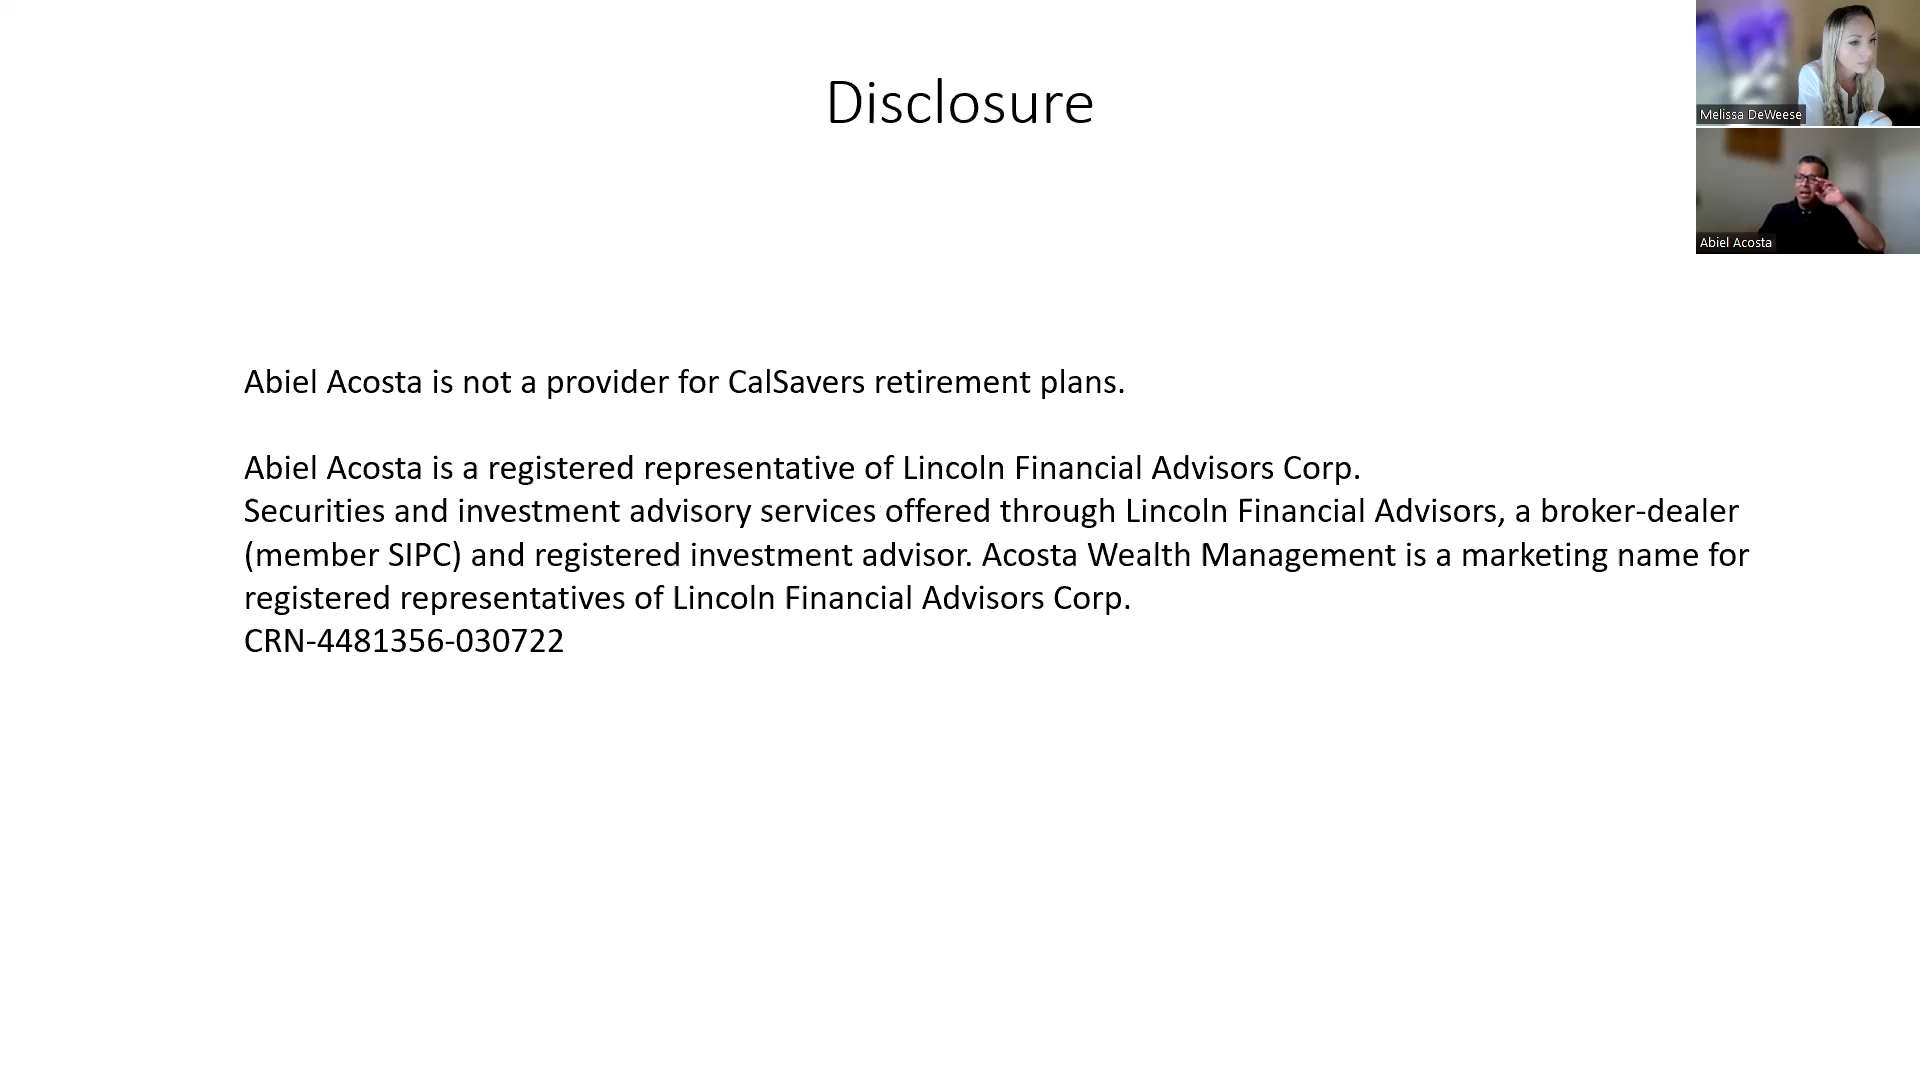 Disclosure
Melissa DeWeese
Abiel Acosta
Abiel Acosta is not a provider for CalSavers retirement plans.
Abiel Acosta is a registered representative of Lincoln Financial Advisors Corp.
Securities and investment advisory services offered through Lincoln Financial Advisors, a broker-dealer
(member SIPC) and registered investment advisor. Acosta Wealth Management is a marketing name for
registered representatives of Lincoln Financial Advisors Corp.
CRN-4481356-030722